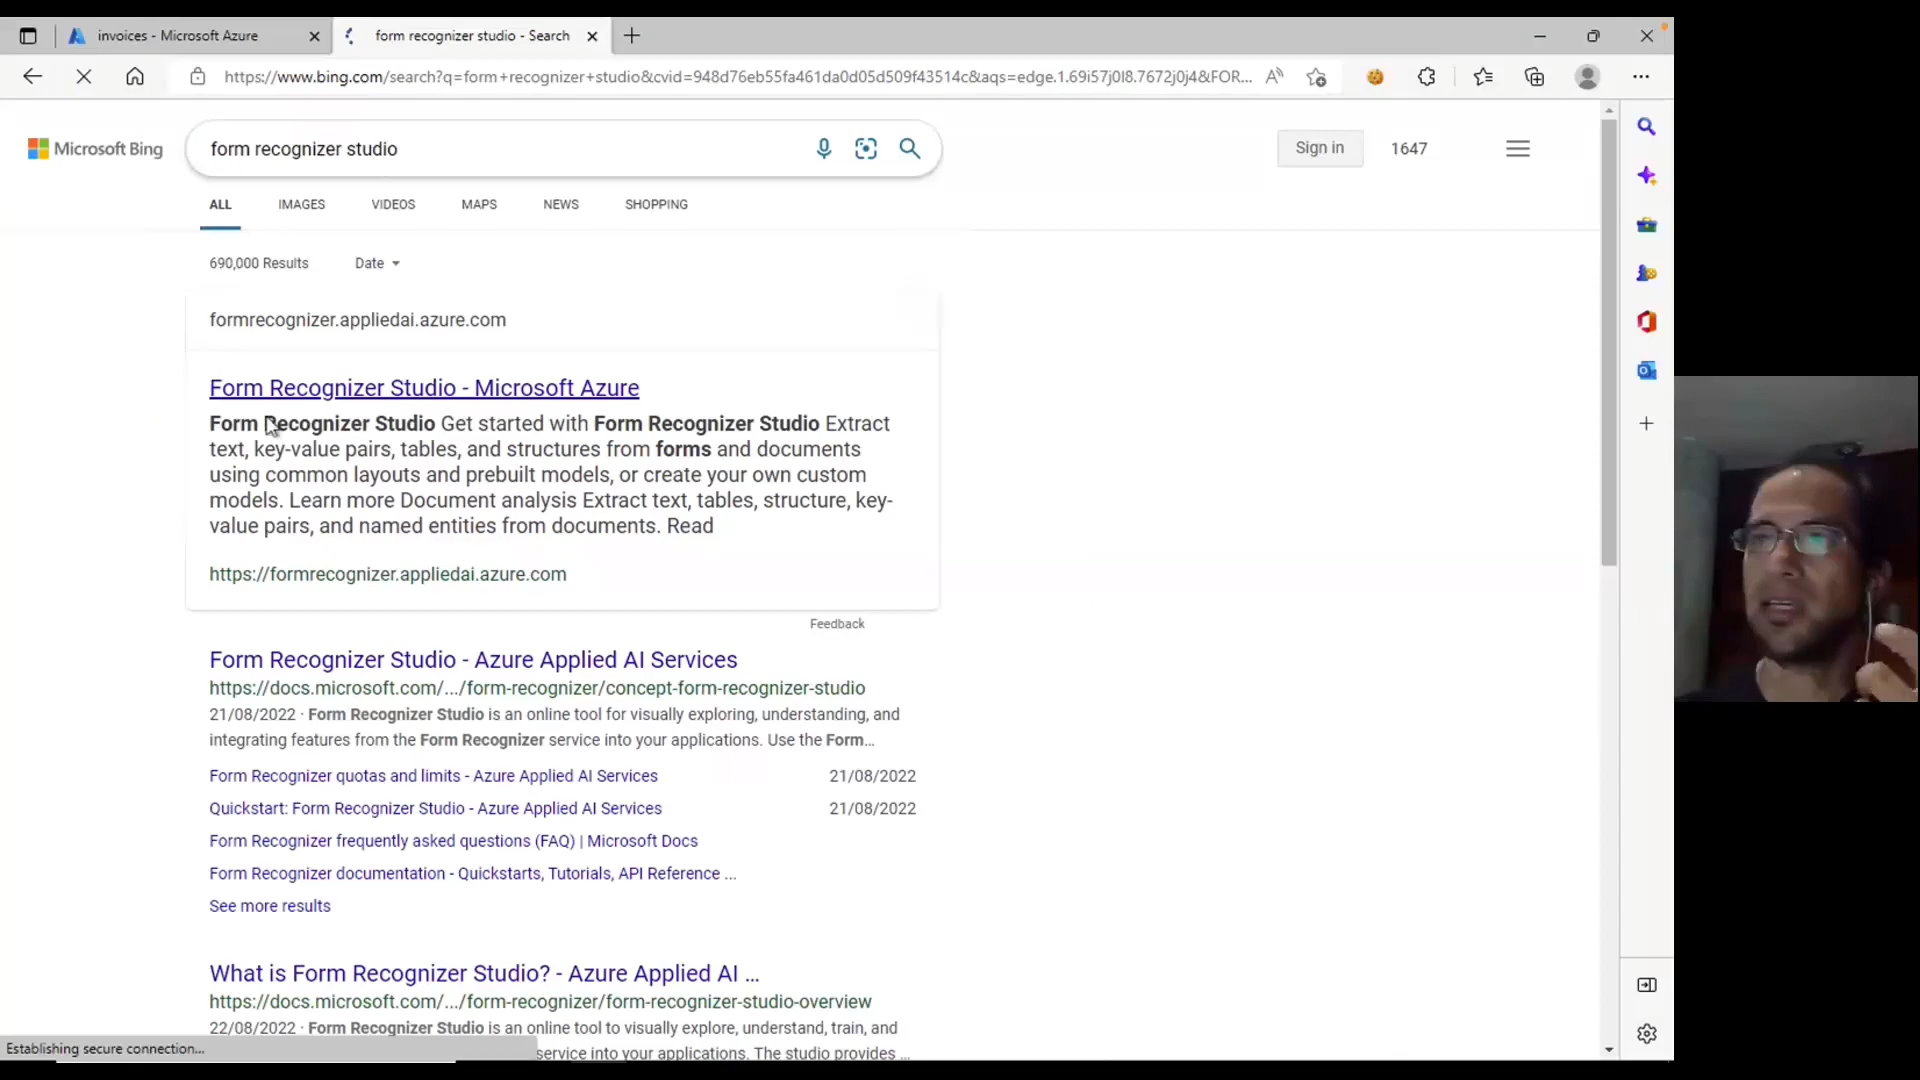 invoices - Microsoft Azure
form recognizer studio - Search
https://www.bing.com/search?q=form+recognizer+studio&cvid=948d76eb55fa461da0d05d509f43514c&aqs=edge.1.69i57j0l8.7672j0j4&FOR...
Microsoft Bing
form recognizer studio
Sign in
1647
ALL
IMAGES
VIDEOS
MAPS
NEWS
SHOPPING
690,000 Results
Date
formrecognizer.appliedai.azure.com
Form Recognizer Studio - Microsoft Azure
Form Recognizer Studio Get started with Form Recognizer Studio Extract
text, key-value pairs, tables, and structures from forms and documents
using common layouts and prebuilt models, or create your own custom
models. Learn more Document analysis Extract text, tables, structure, key-
value pairs, and named entities from documents. Read
https://formrecognizer.appliedai.azure.com
Feedback
Form Recognizer Studio - Azure Applied AI Services
https://docs.microsoft.com/.../form-recognizer/concept-form-recognizer-studio
21/08/2022 · Form Recognizer Studio is an online tool for visually exploring, understanding, and
integrating features from the Form Recognizer service into your applications. Use the Form...
Form Recognizer quotas and limits - Azure Applied AI Services 21/08/2022
Quickstart: Form Recognizer Studio - Azure Applied AI Services 21/08/2022
Form Recognizer frequently asked questions (FAQ) | Microsoft Docs
Form Recognizer documentation - Quickstarts, Tutorials, API Reference ...
See more results
What is Form Recognizer Studio? - Azure Applied AI ...
https://docs.microsoft.com/.../form-recognizer/form-recognizer-studio-overview
22/08/2022 · Form Recognizer Studio is an online tool to visually explore, understand, train, and
service into your applications. The studio provides ...
Establishing secure connection...